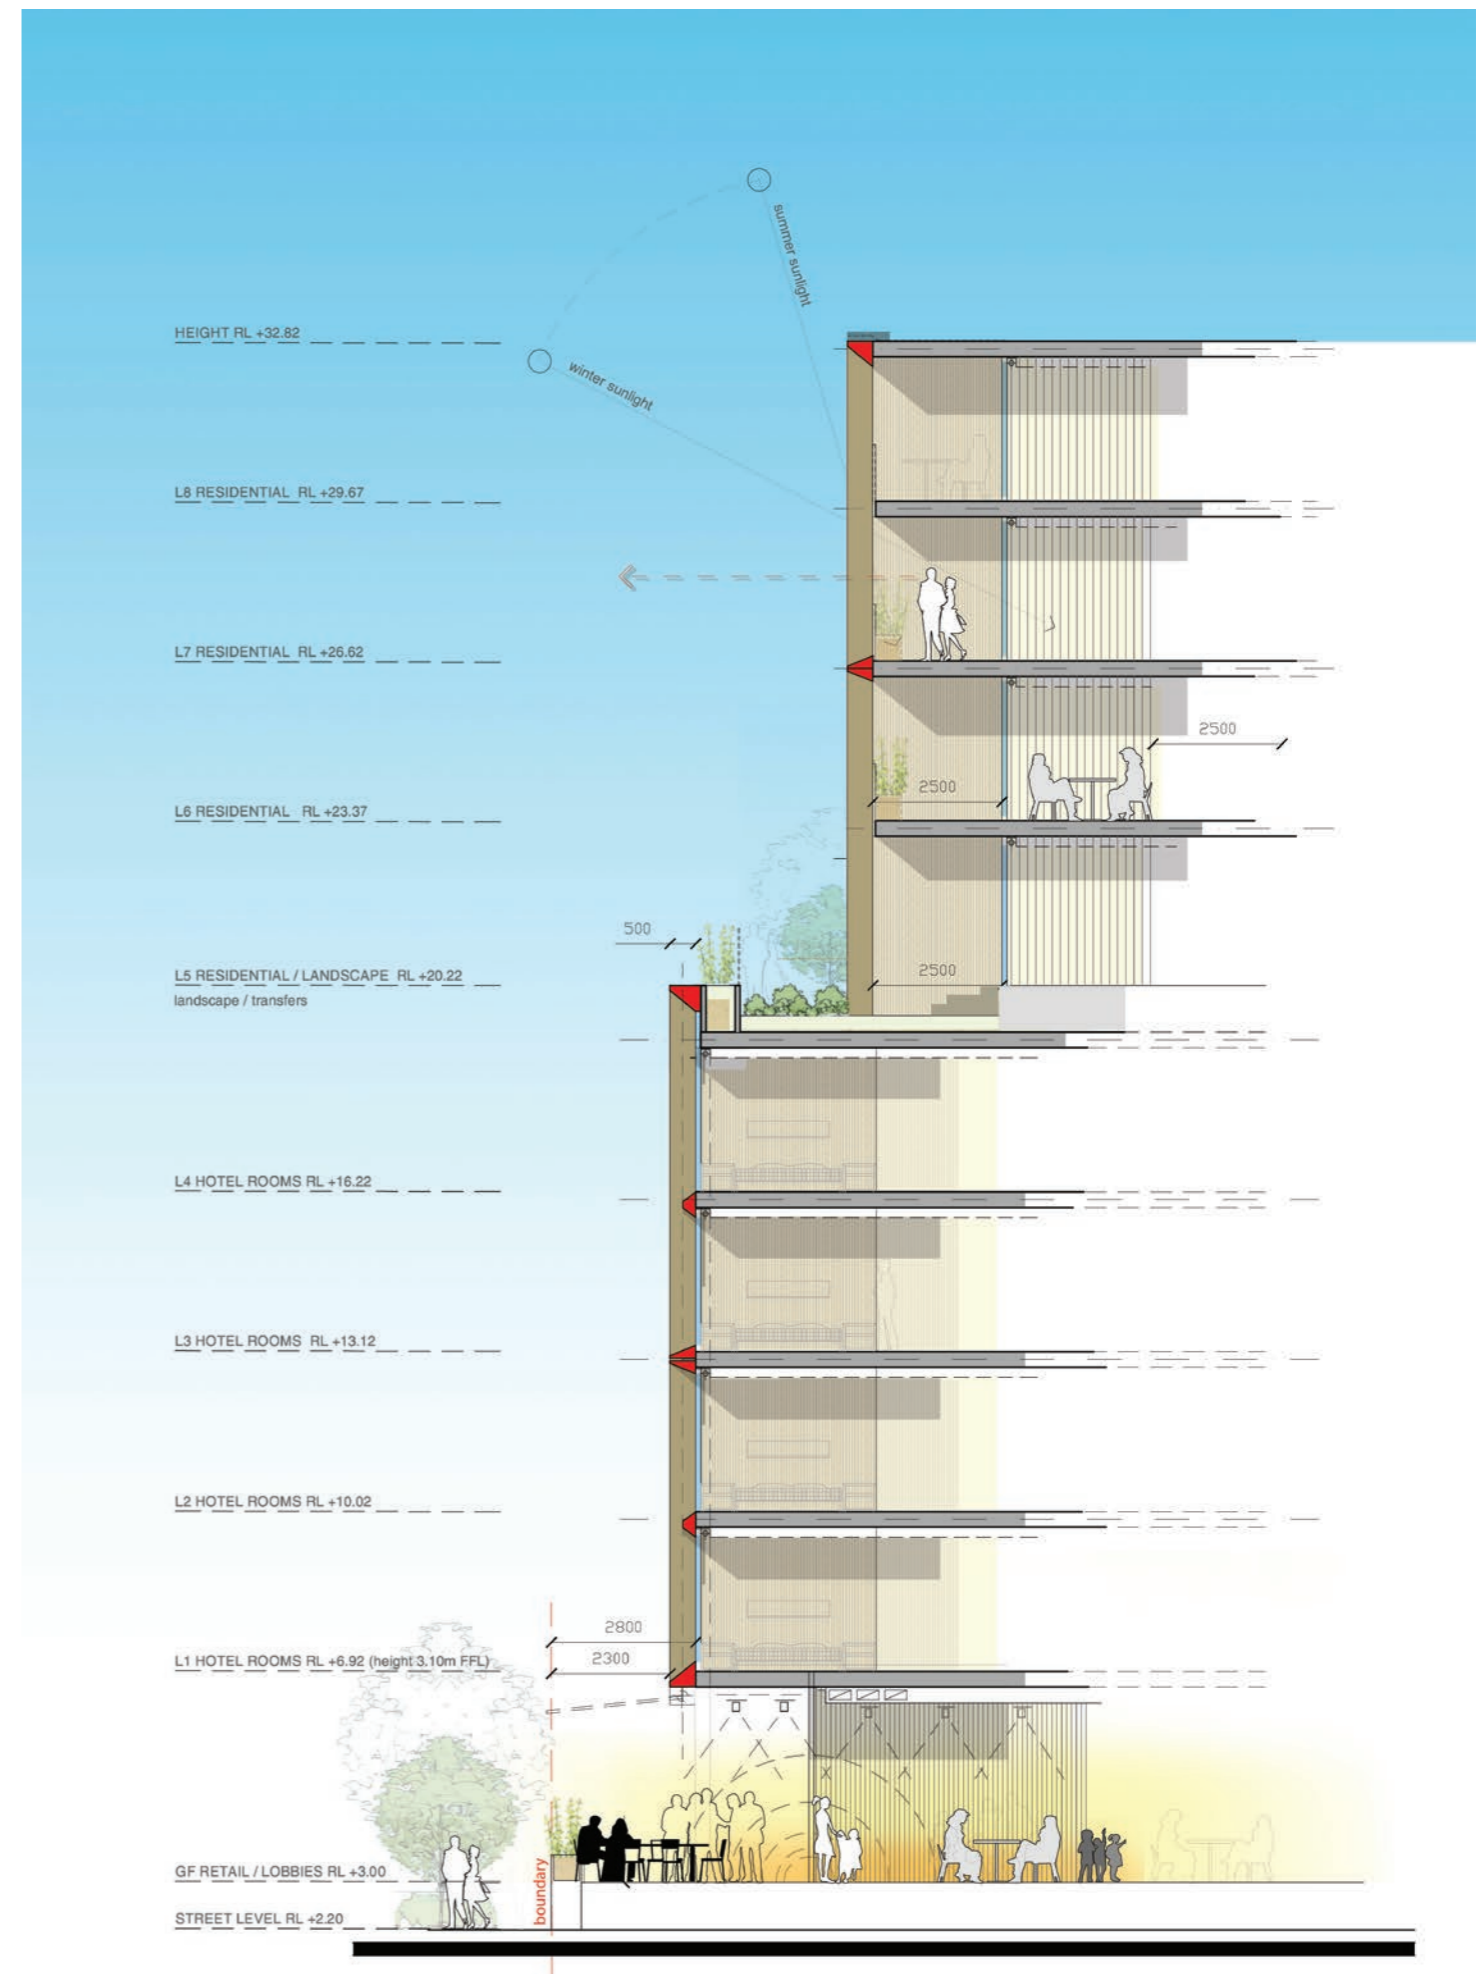 summer sunlight
HEIGHT RL +32.82
winter sunlight
L8 RESIDENTIAL RL +29.67
L7 RESIDENTIAL RL +26.62
2500
2500
L6 RESIDENTIAL RL +23.37
500
L5 RESIDENTIAL / LANDSCAPE RL +20.22
2500
landscape / transfers
L4 HOTEL ROOMS RL +16.22
L3 HOTEL ROOMS RL +13.12
L2 HOTEL ROOMS RL +10.02
2800
L1 HOTEL ROOMS RL +6.92 (height 3.10m FFL)
2300
GF RETAIL / LOBBIES RL +3.00
boundary
STREET LEVEL RL +2.20